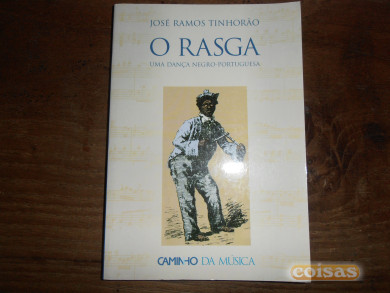 JOSÉ RAMOS TINHORÃO
O RASGA
UMA DANÇA NEGRO-PORTUGUESA
CAMINHO DA MÚSICA
coisas